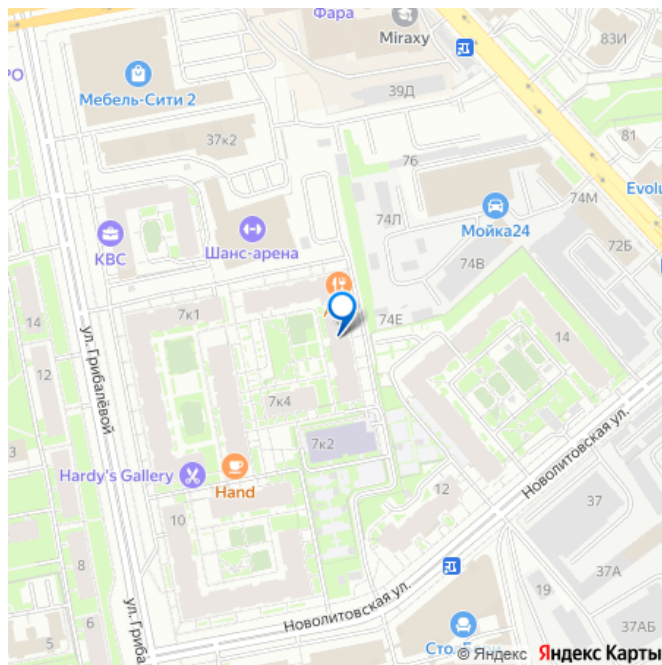 Фара
Miraxy
83И
РО
Мебель-Сити 2
39Д
37к2
81
76
Evolu
74М
74Л
КВС
Шанс-арена
Мойка24
72Б
74В
7к1
14
74Е
14
ул. Грибалёвой
12
7к4
7к2
3
Новолитовская ул.
Hardy's Gallery
Hand
12
37
10
5
8
37А
19
Новолитовская ул.
ул. Гриба
6
37АБ
© Яндекс Яндекс Карты